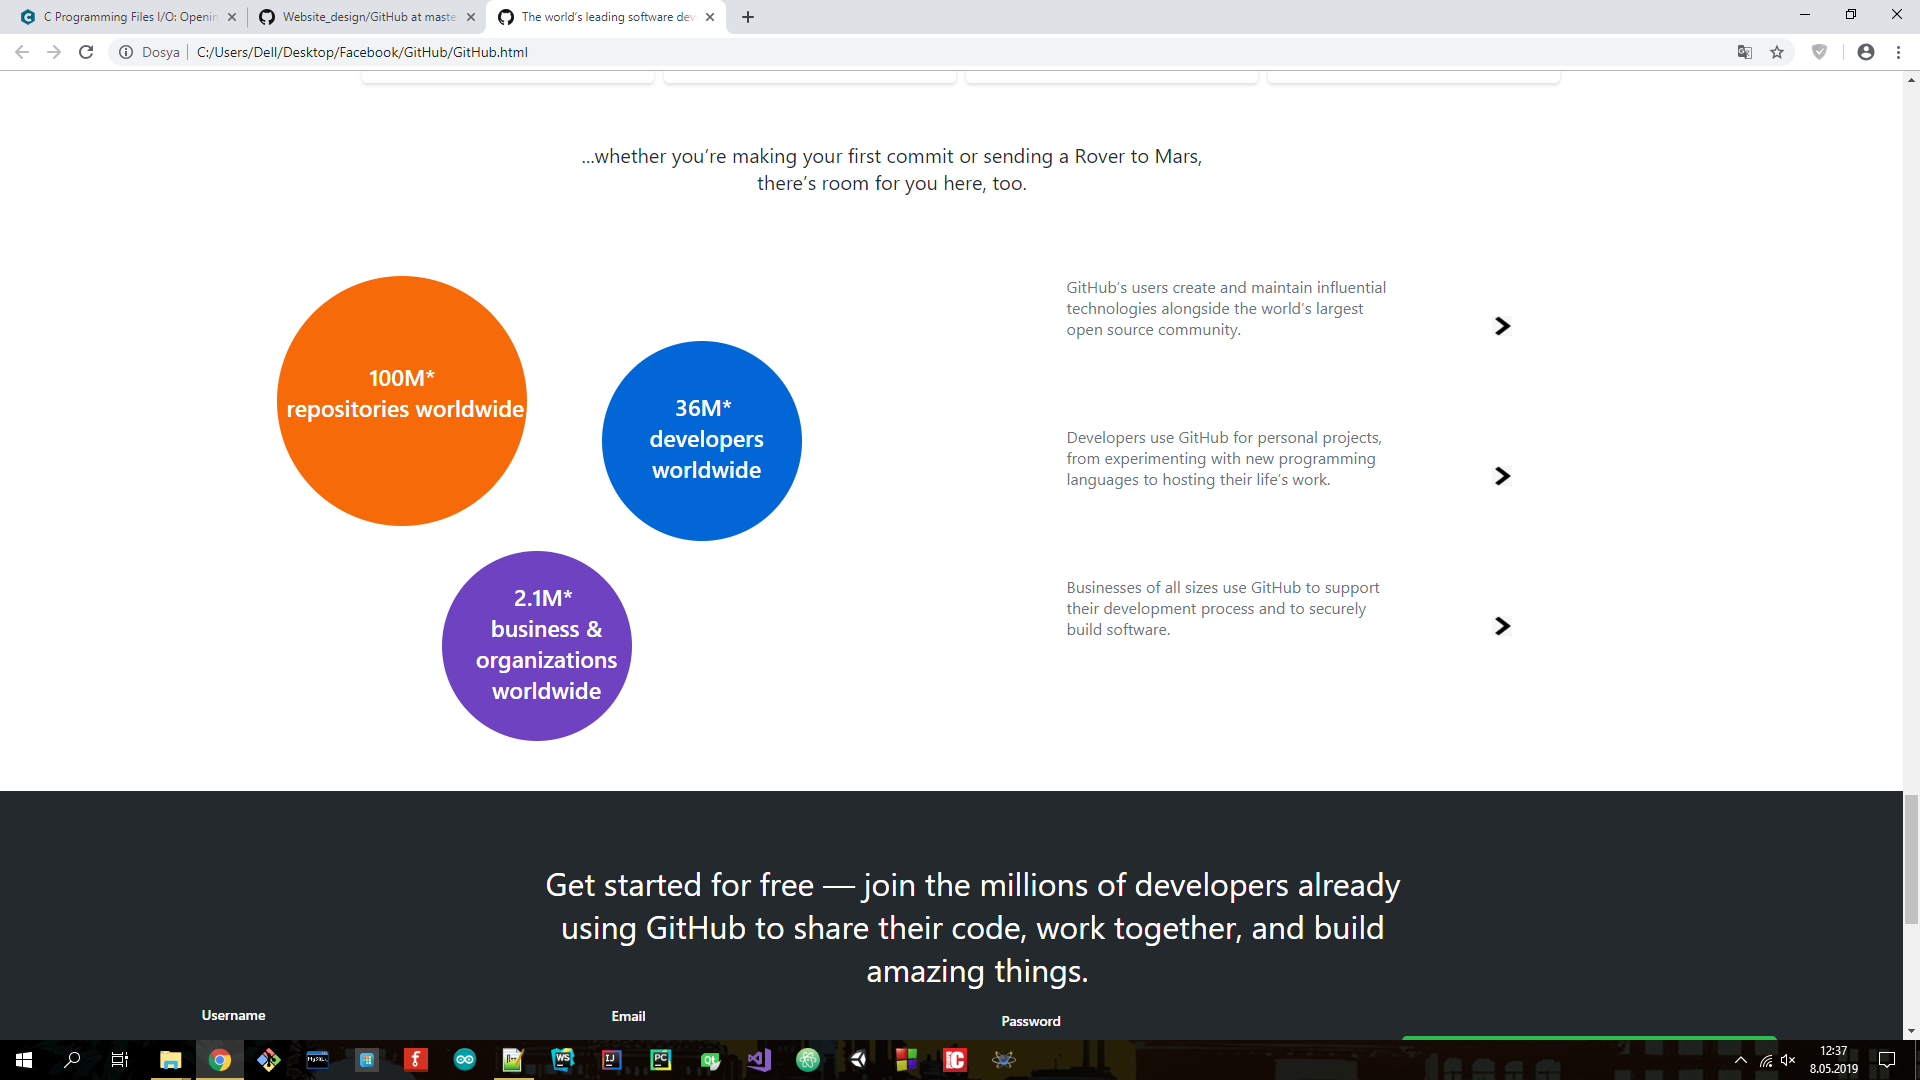 C Programming Files I/O: Openin
Website_design/GitHub at maste
The world’s leading software dev
Dosya
C:/Users/Dell/Desktop/Facebook/GitHub/GitHub.html
...whether you’re making your first commit or sending a Rover to Mars,
there’s room for you here, too.
100M*
repositories worldwide
36M*
developers
worldwide
2.1M*
business &
organizations
worldwide
GitHub’s users create and maintain influential
technologies alongside the world’s largest
open source community.
Developers use GitHub for personal projects,
from experimenting with new programming
languages to hosting their life’s work.
Businesses of all sizes use GitHub to support
their development process and to securely
build software.
Get started for free — join the millions of developers already
using GitHub to share their code, work together, and build
amazing things.
Username
Email
Password
MySQL
WS
IJ
PC
Qt
C
12:37
8.05.2019